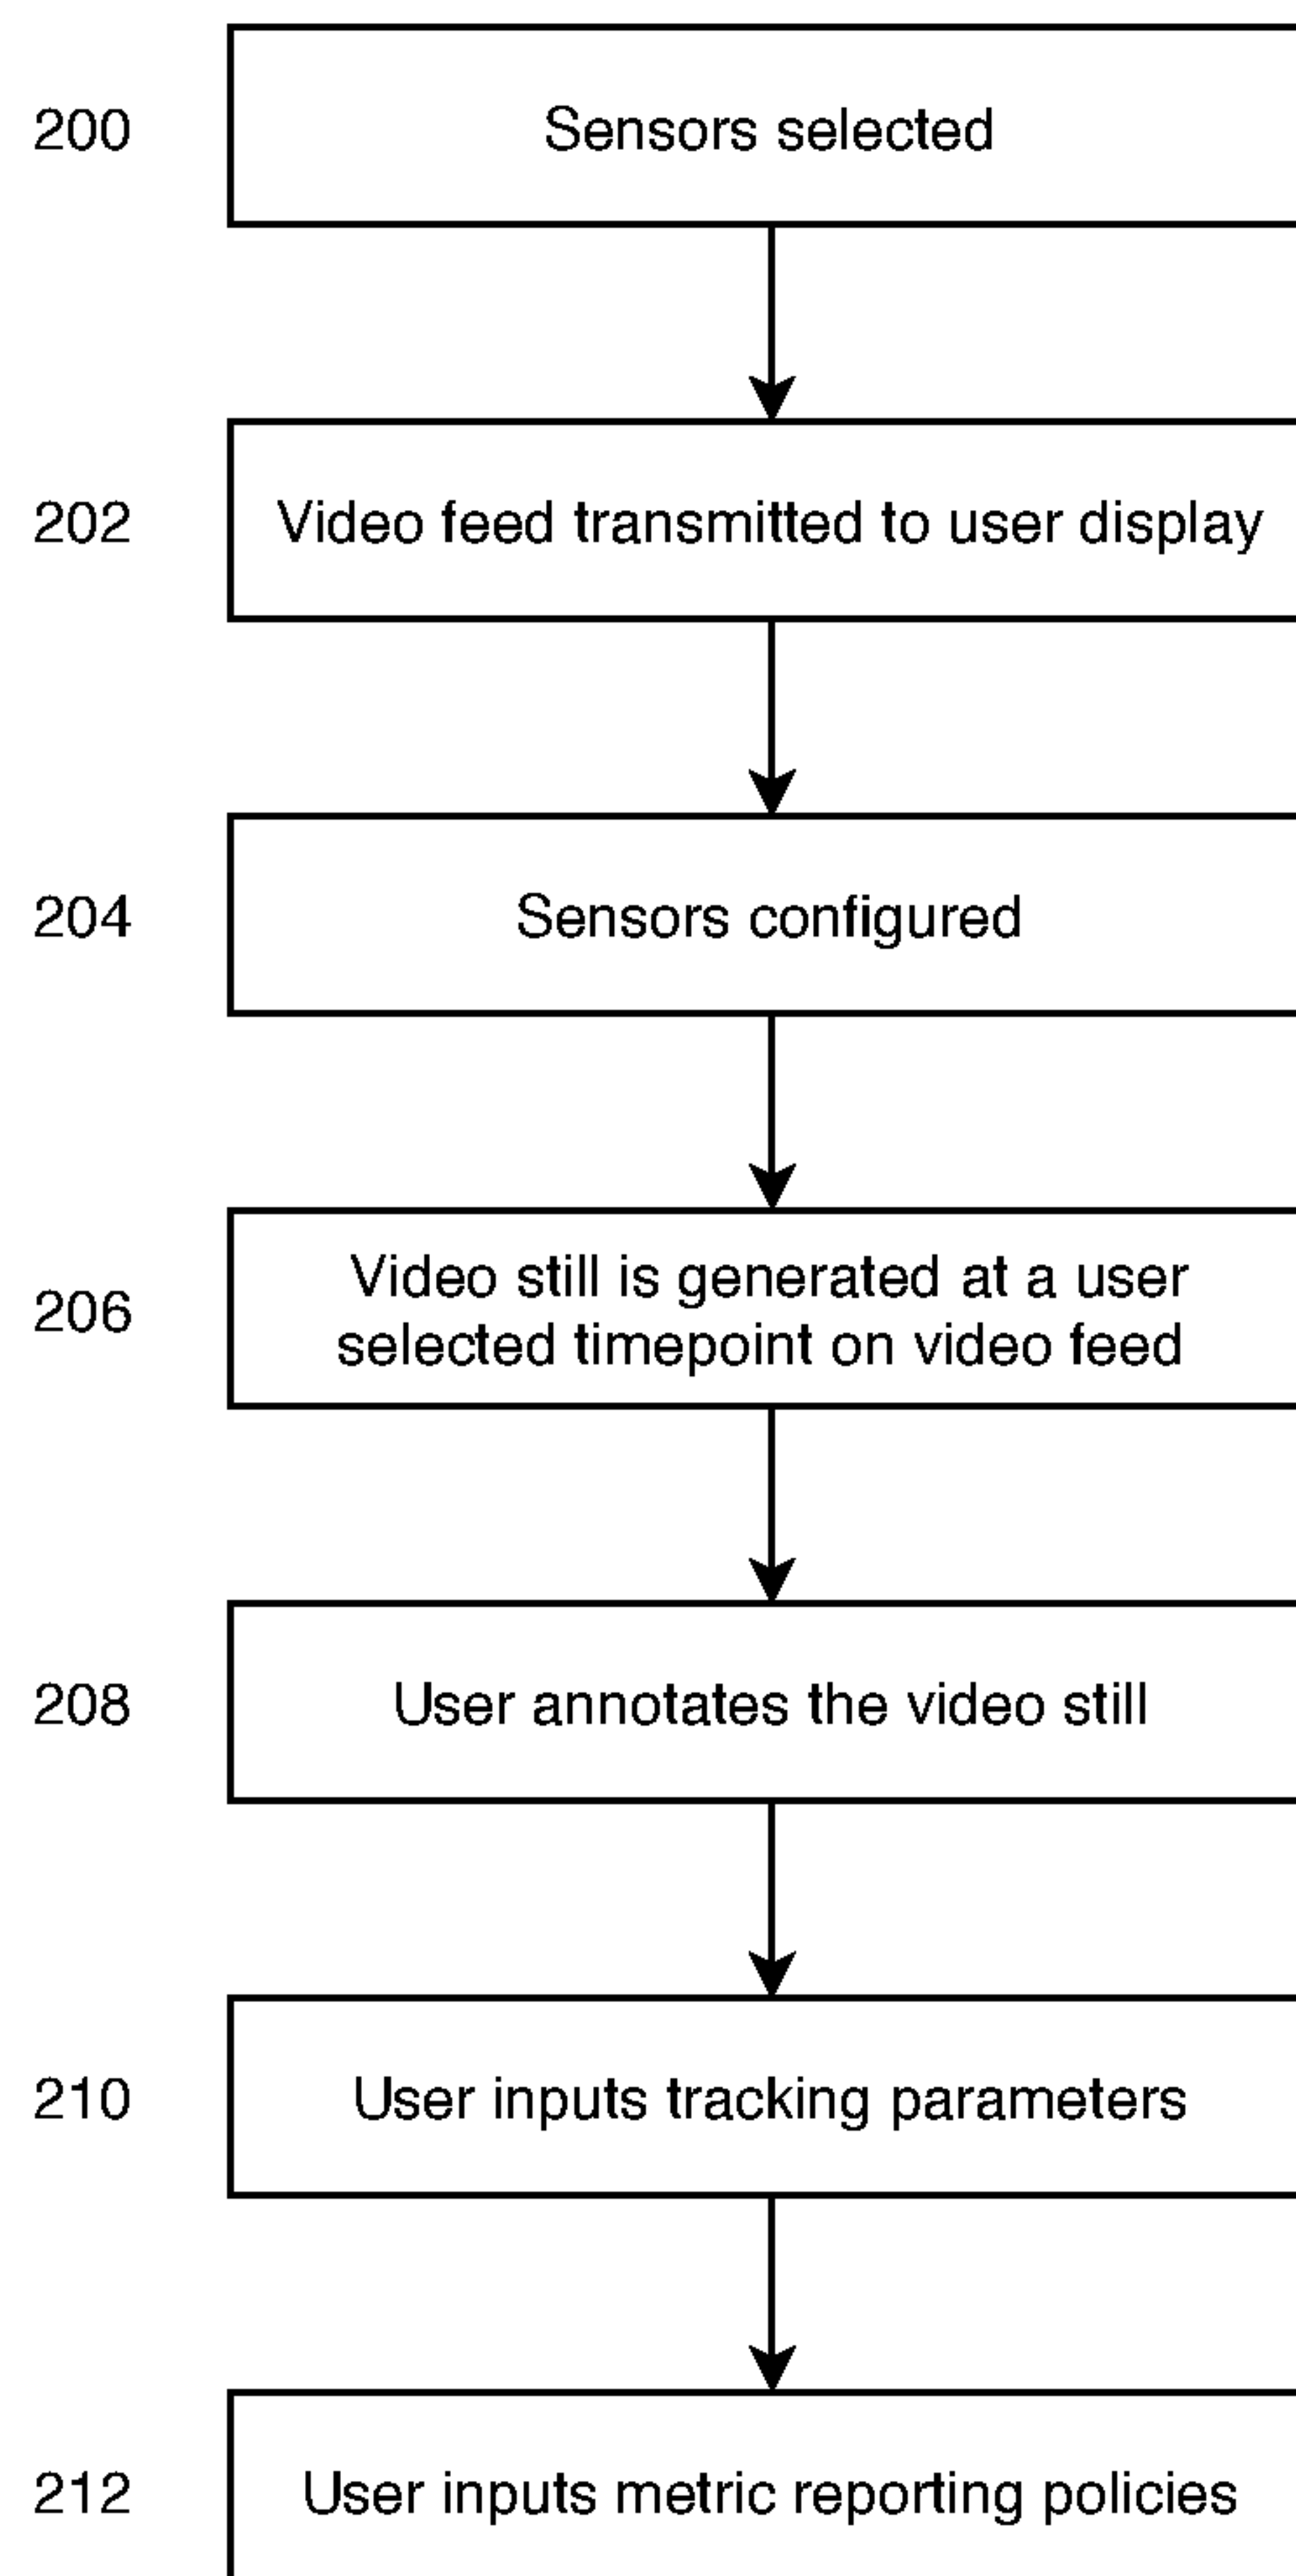 200 Sensors selected
202 Video feed transmitted to user display
204 Sensors configured
206 Video still is generated at a user
selected timepoint on video feed
208 User annotates the video still
210 User inputs tracking parameters
212 User inputs metric reporting policies